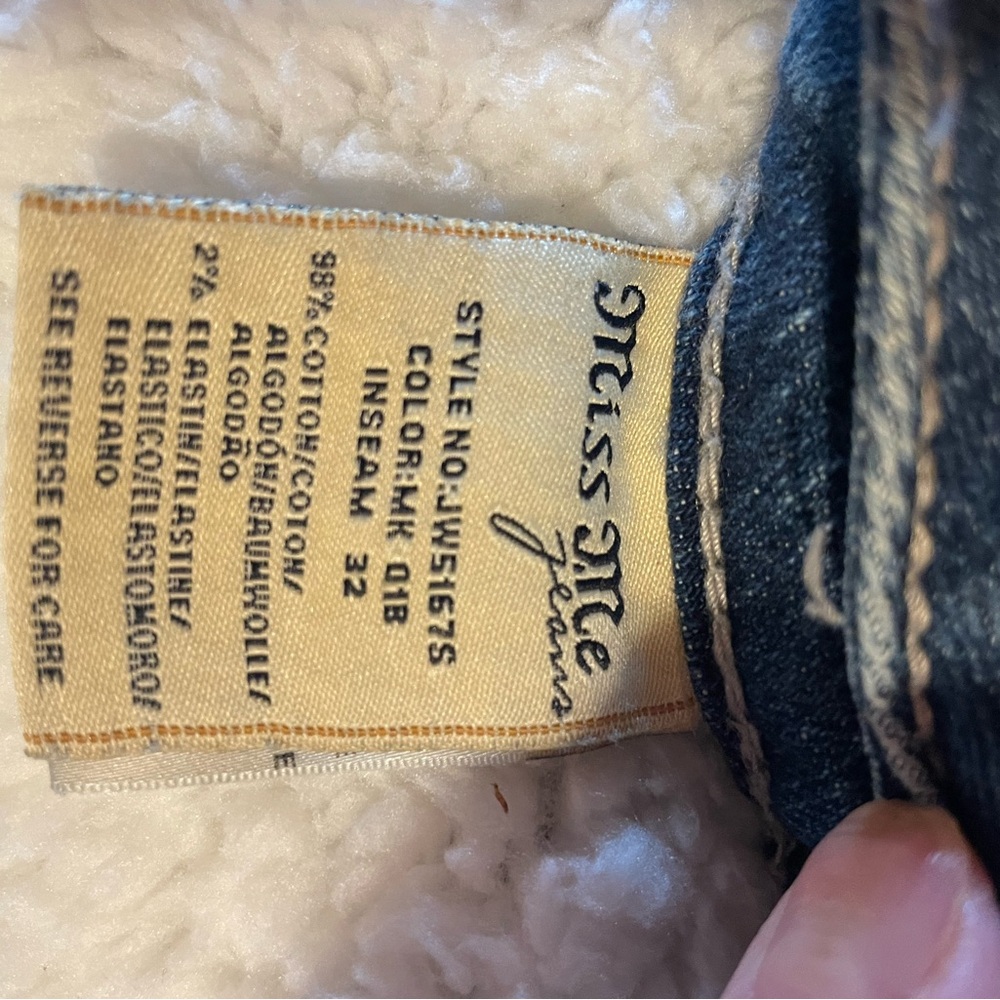 Miss Me
Jeans
STYLE NO:JW5167S
COLOR:MK 01B
INSEAM 32
98%COTTON/COTON/
ALGODÓN/BAUMWOLLE/
ALGODÃO
2% ELASTIN/ELASTHNE/
ELASTICO/ELASTOMORO/
ELASTANO
SEE REVERSE FOR CARE
E